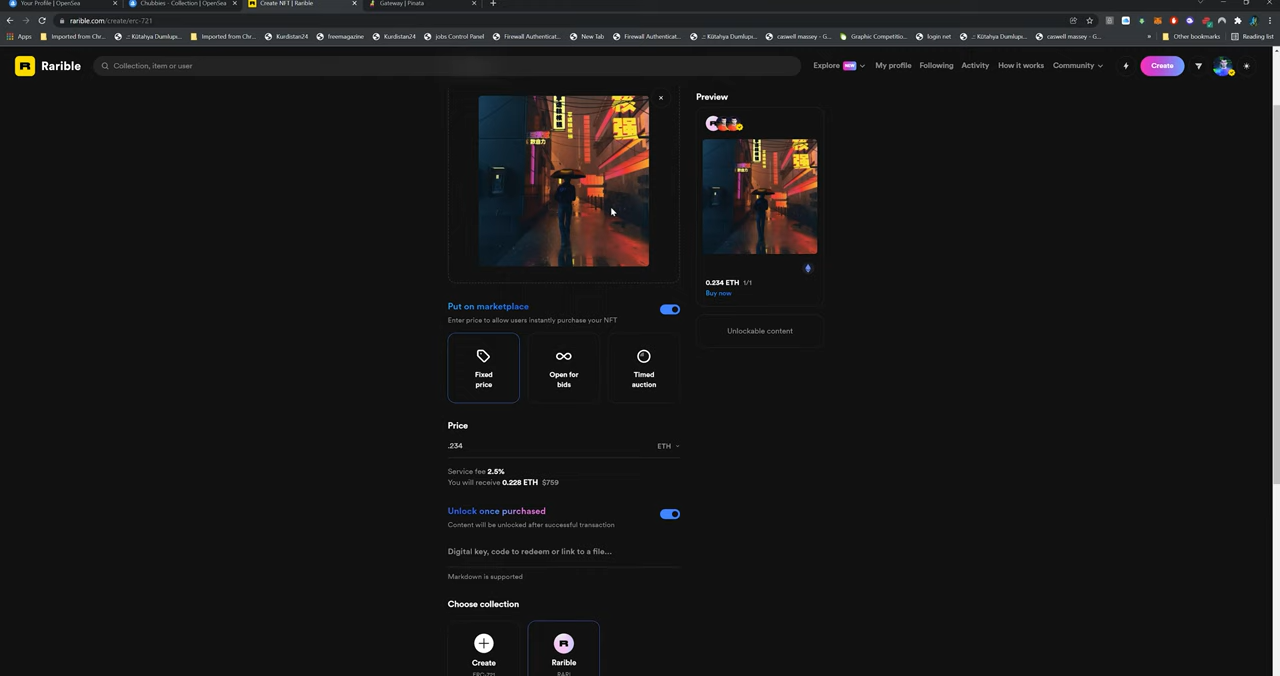 Your Profile | OpenSea
Chubbies - Collection | OpenSea
Create NFT | Rarible
Gateway | Pinata
rarible.com/create/erc-721
Apps
Imported from Chr...
.:: Kütahya Dumlupı...
Imported from Chr...
Kurdistan24
freemagazine
Kurdistan24
jobs Control Panel
Firewall Authenticat...
New Tab
Firewall Authenticat...
.:: Kütahya Dumlupı...
caswell massey - G...
Graphic Competitio...
login net
.:: Kütahya Dumlupı...
caswell massey - G...
»
Other bookmarks
Reading list
Rarible
Collection, item or user
Explore
NEW
My profile
Following
Activity
How it works
Community
Create
Preview
Put on marketplace
Enter price to allow users instantly purchase your NFT
Fixed
price
Open for
bids
Timed
auction
0.234 ETH 1/1
Buy now
Unlockable content
Price
.234
ETH
Service fee 2.5%
You will receive 0.228 ETH $759
Unlock once purchased
Content will be unlocked after successful transaction
Digital key, code to redeem or link to a file...
Markdown is supported
Choose collection
Create
ERC-721
Rarible
RARI